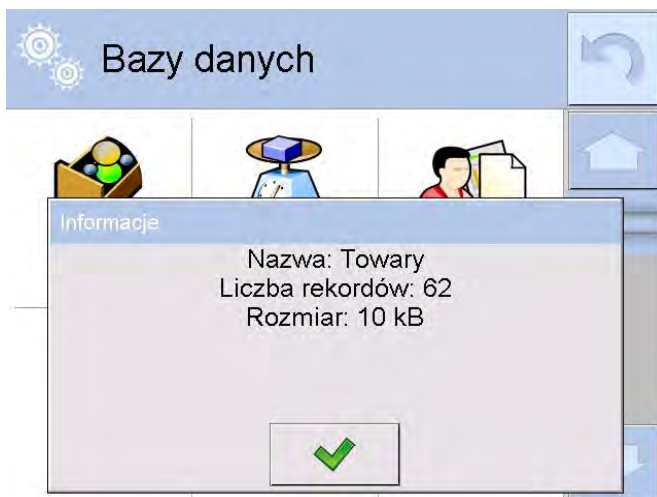 Bazy danych
Informacje
Nazwa: Towary
Liczba rekordów: 62
Rozmiar: 10 kB